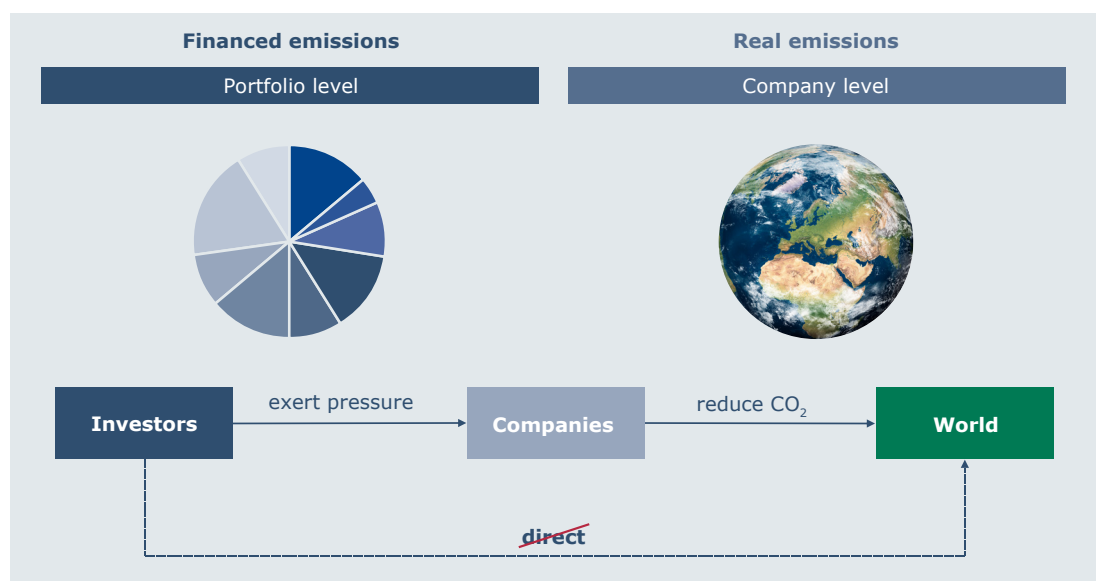 Financed emissions
Real emissions
Portfolio level
Company level
exert pressure
reduce CO₂
Investors
Companies
World
direct